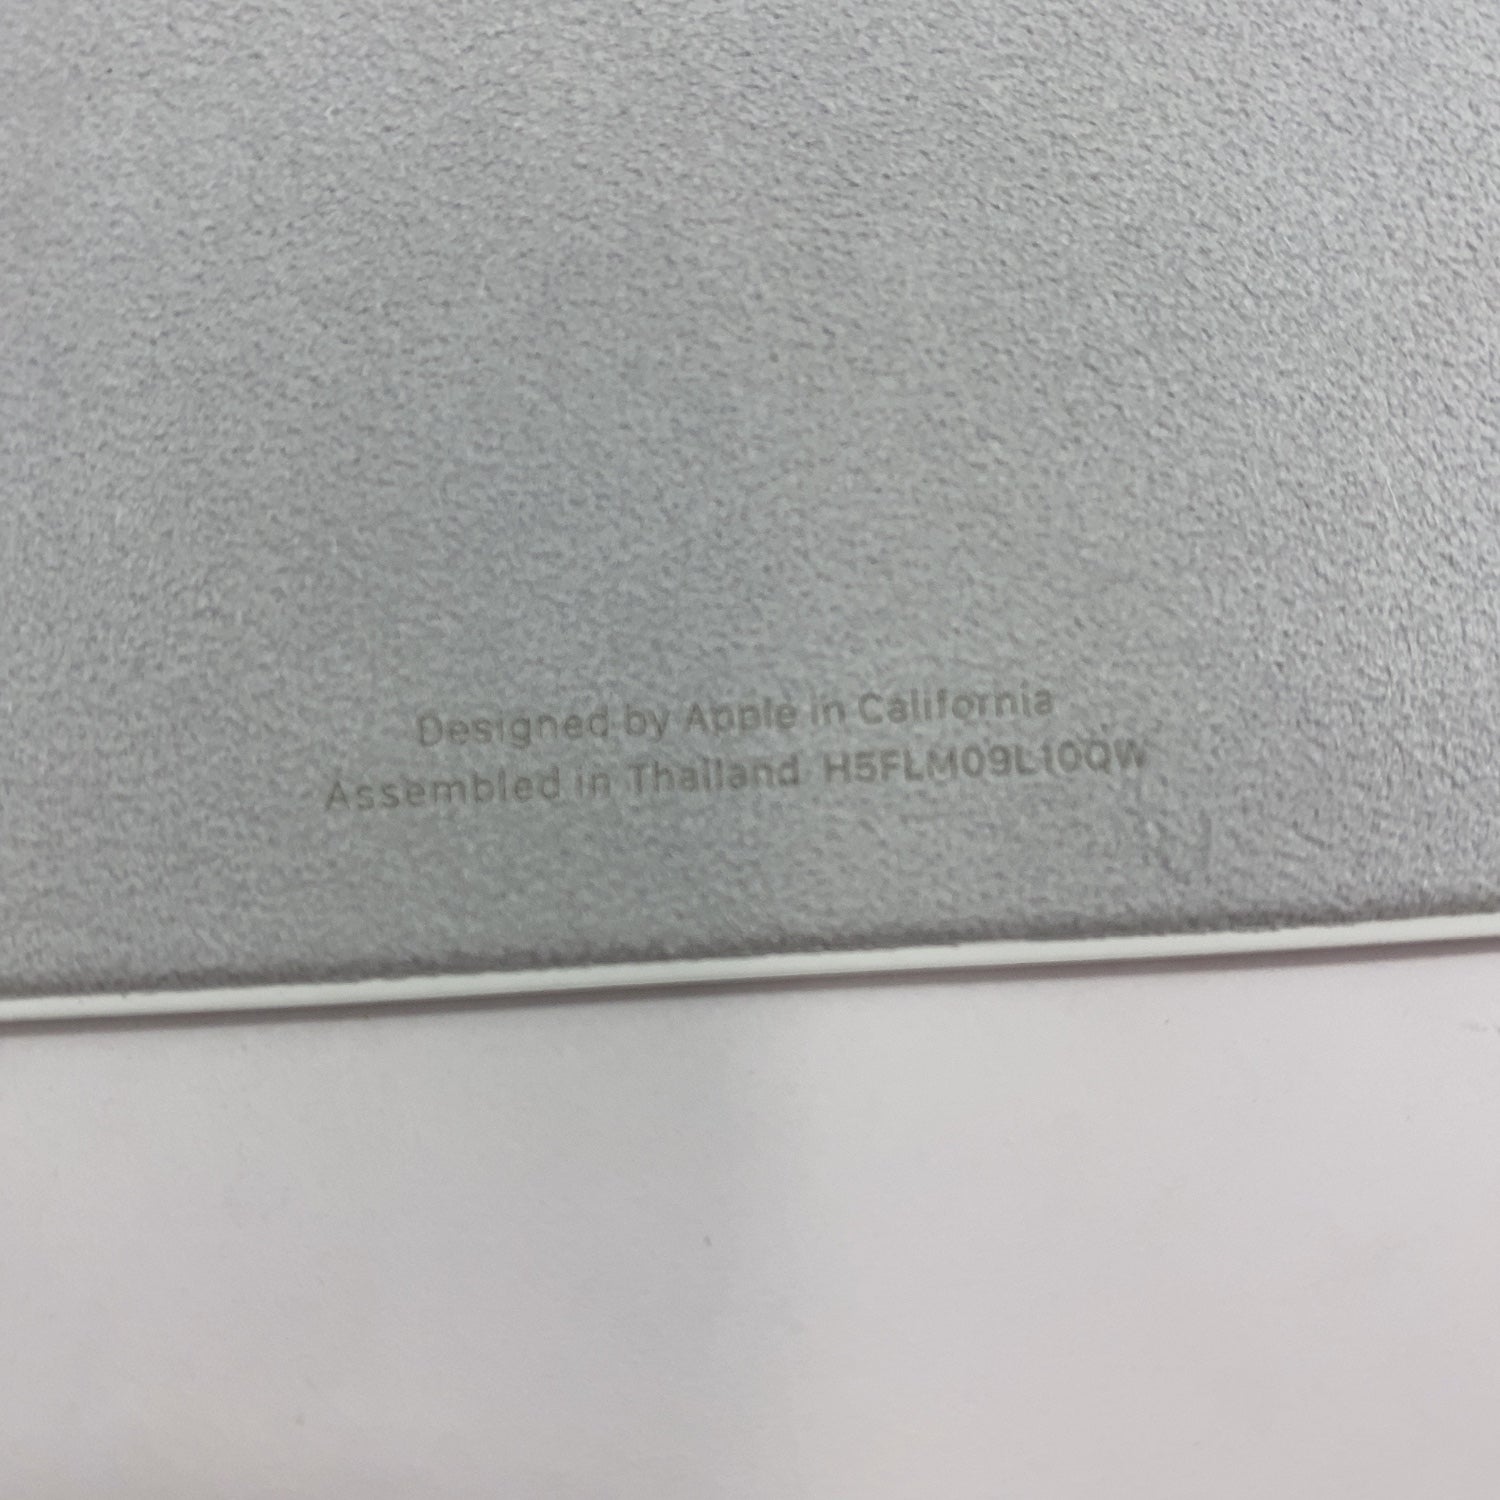 Designed by Apple in California
Assembled in Thailand H5FLM09L10QW